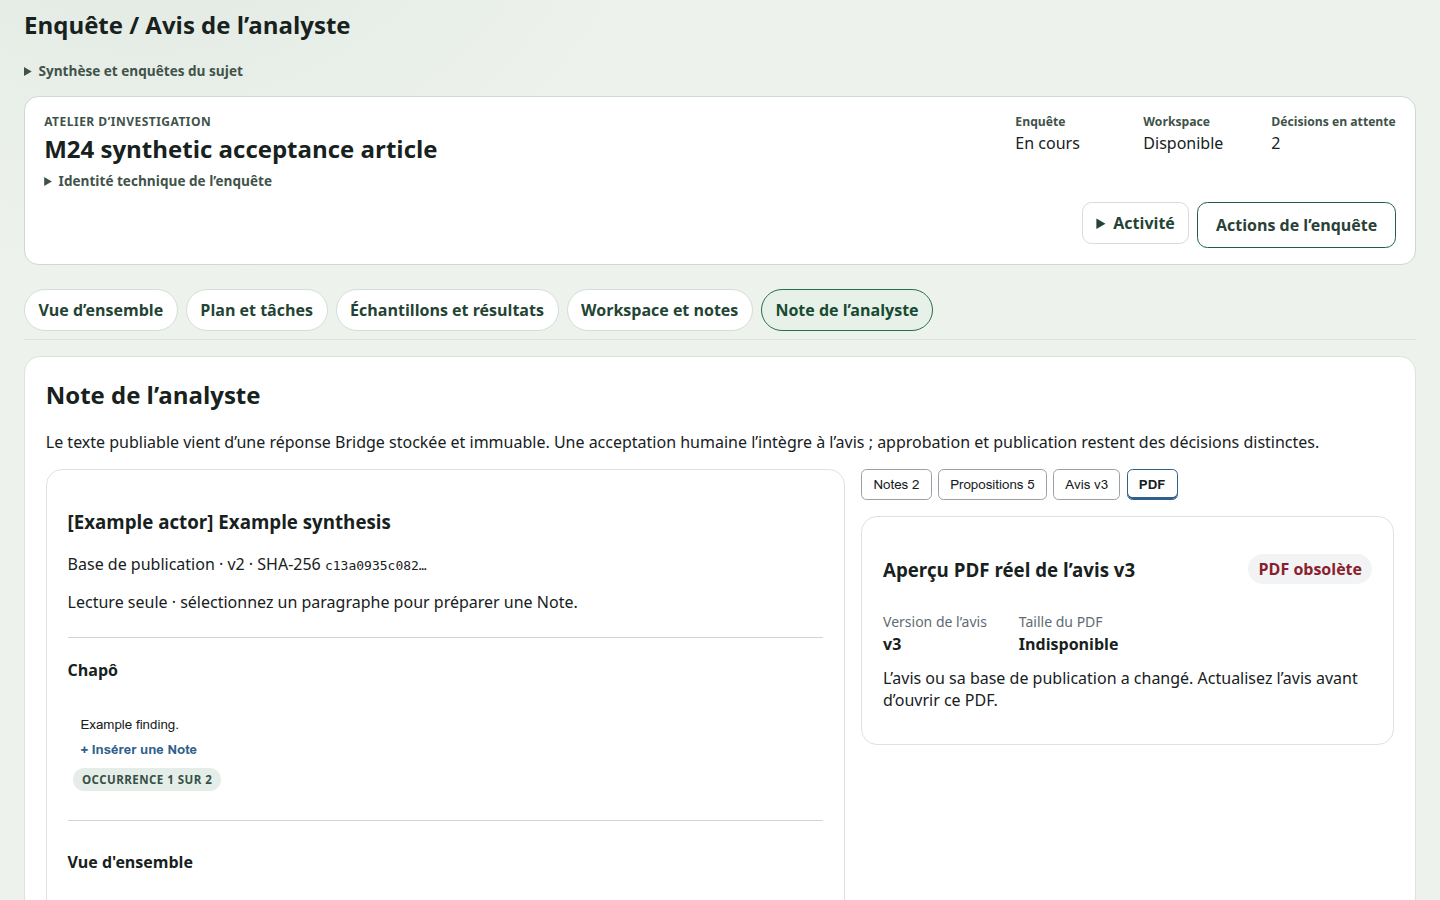 Enquête / Avis de l’analyste
▶ Synthèse et enquêtes du sujet
ATELIER D’INVESTIGATION
M24 synthetic acceptance article
▶ Identité technique de l’enquête
Enquête
En cours
Workspace
Disponible
Décisions en attente
2
▶ Activité
Actions de l’enquête
Vue d’ensemble
Plan et tâches
Échantillons et résultats
Workspace et notes
Note de l’analyste
Note de l’analyste
Le texte publiable vient d’une réponse Bridge stockée et immuable. Une acceptation humaine l’intègre à l’avis ; approbation et publication restent des décisions distinctes.
[Example actor] Example synthesis
Base de publication · v2 · SHA-256 c13a0935c082…
Lecture seule · sélectionnez un paragraphe pour préparer une Note.
Chapô
Example finding.
+ Insérer une Note
OCCURRENCE 1 SUR 2
Vue d'ensemble
Notes 2
Propositions 5
Avis v3
PDF
Aperçu PDF réel de l’avis v3
PDF obsolète
Version de l’avis
v3
Taille du PDF
Indisponible
L’avis ou sa base de publication a changé. Actualisez l’avis avant
d’ouvrir ce PDF.